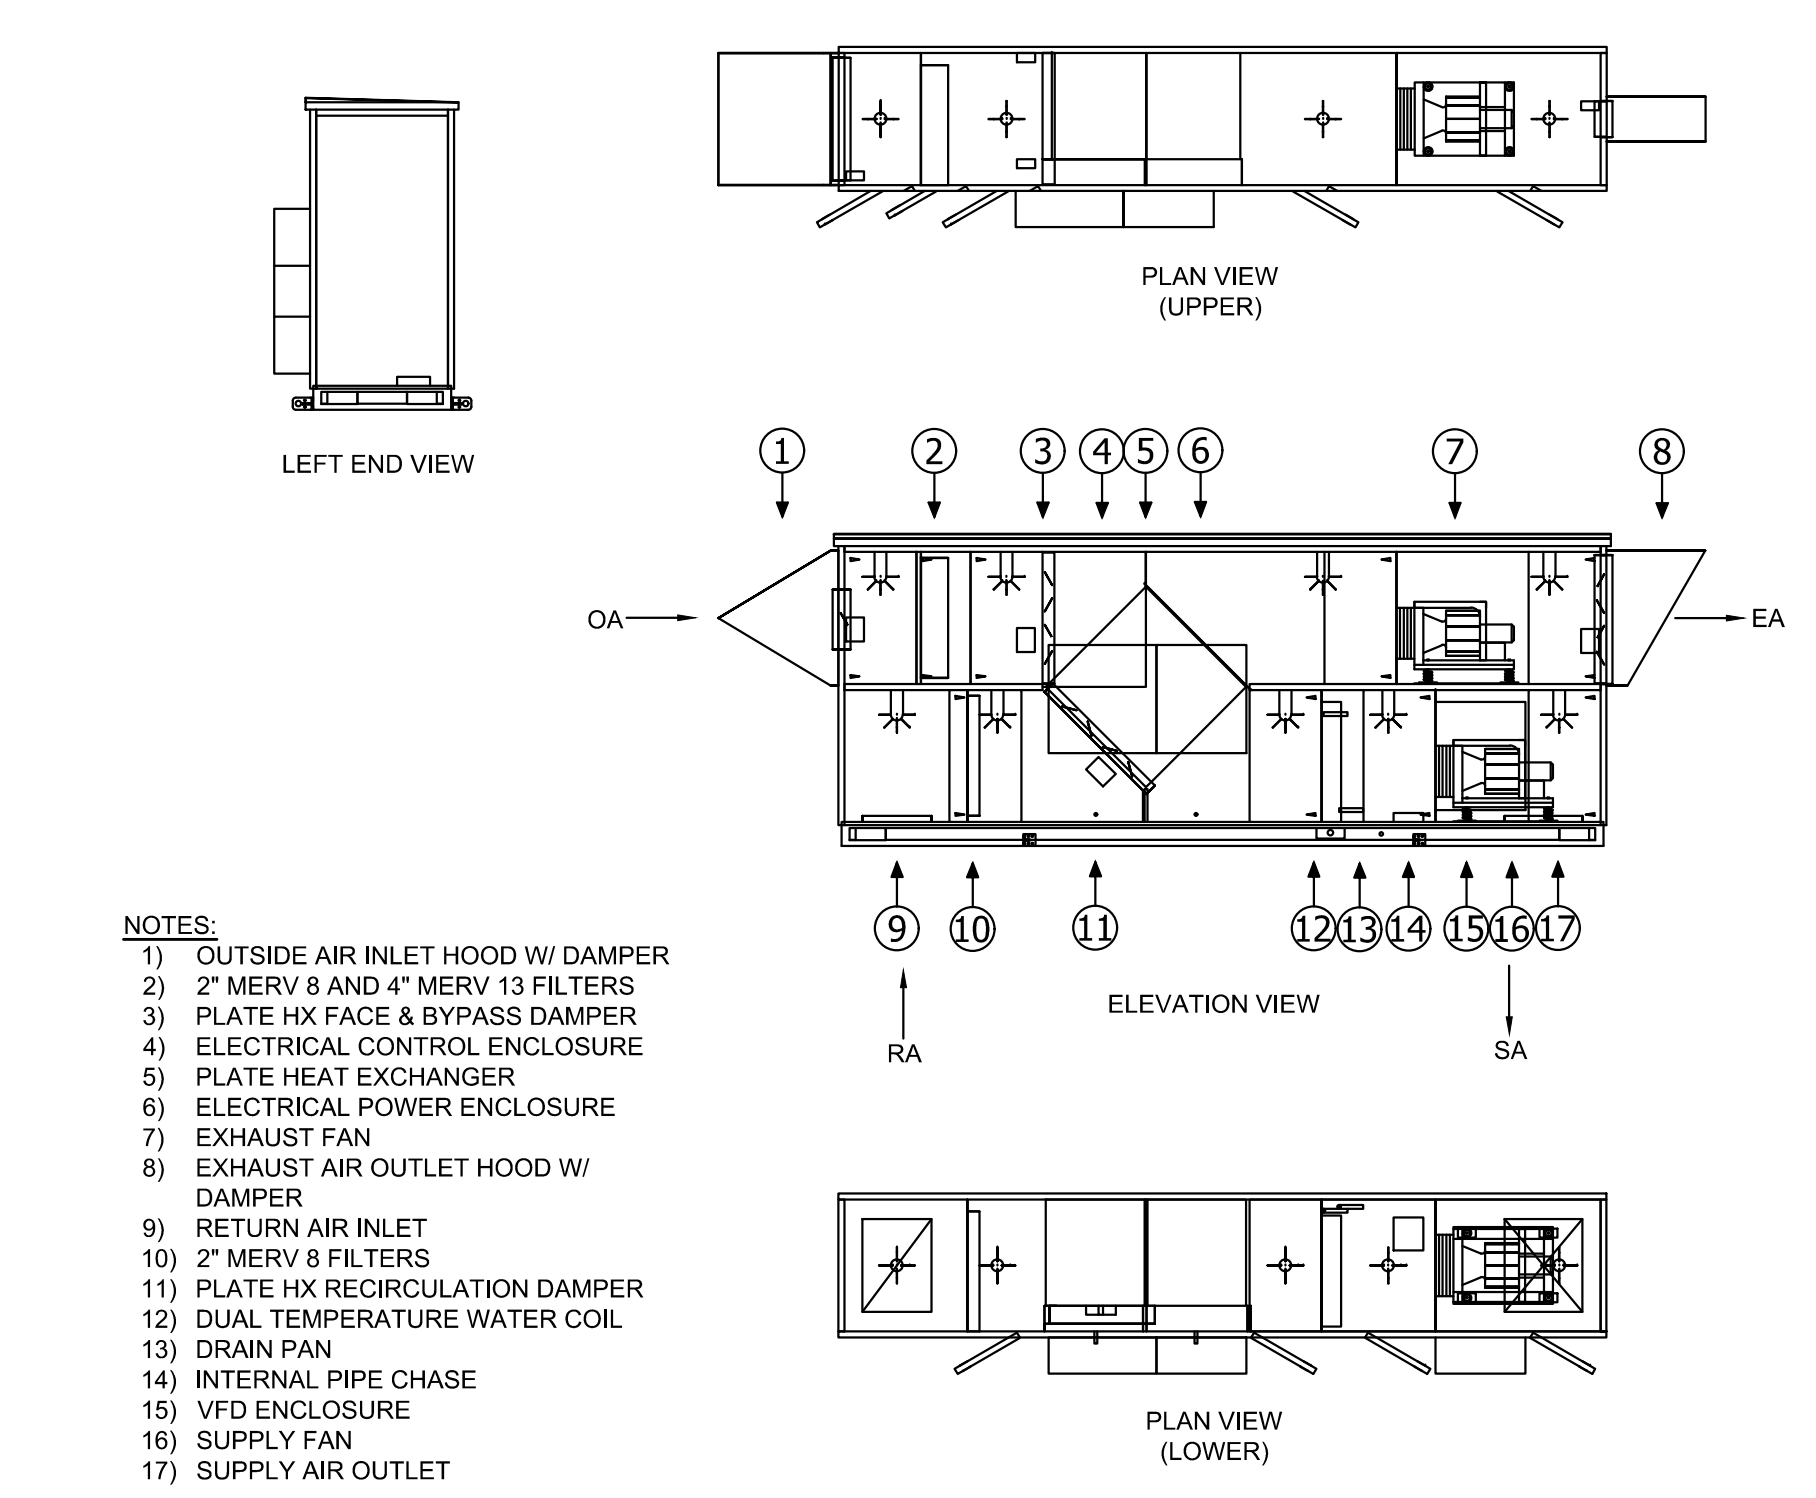 PLAN VIEW
(UPPER)
LEFT END VIEW
1 2 3 4 5 6 7 8
OA
EA
9 10 11 12 13 14 15 16 17
RA
ELEVATION VIEW
SA
NOTES:
1) OUTSIDE AIR INLET HOOD W/ DAMPER
2) 2" MERV 8 AND 4" MERV 13 FILTERS
3) PLATE HX FACE & BYPASS DAMPER
4) ELECTRICAL CONTROL ENCLOSURE
5) PLATE HEAT EXCHANGER
6) ELECTRICAL POWER ENCLOSURE
7) EXHAUST FAN
8) EXHAUST AIR OUTLET HOOD W/
DAMPER
9) RETURN AIR INLET
10) 2" MERV 8 FILTERS
11) PLATE HX RECIRCULATION DAMPER
12) DUAL TEMPERATURE WATER COIL
13) DRAIN PAN
14) INTERNAL PIPE CHASE
15) VFD ENCLOSURE
16) SUPPLY FAN
17) SUPPLY AIR OUTLET
PLAN VIEW
(LOWER)